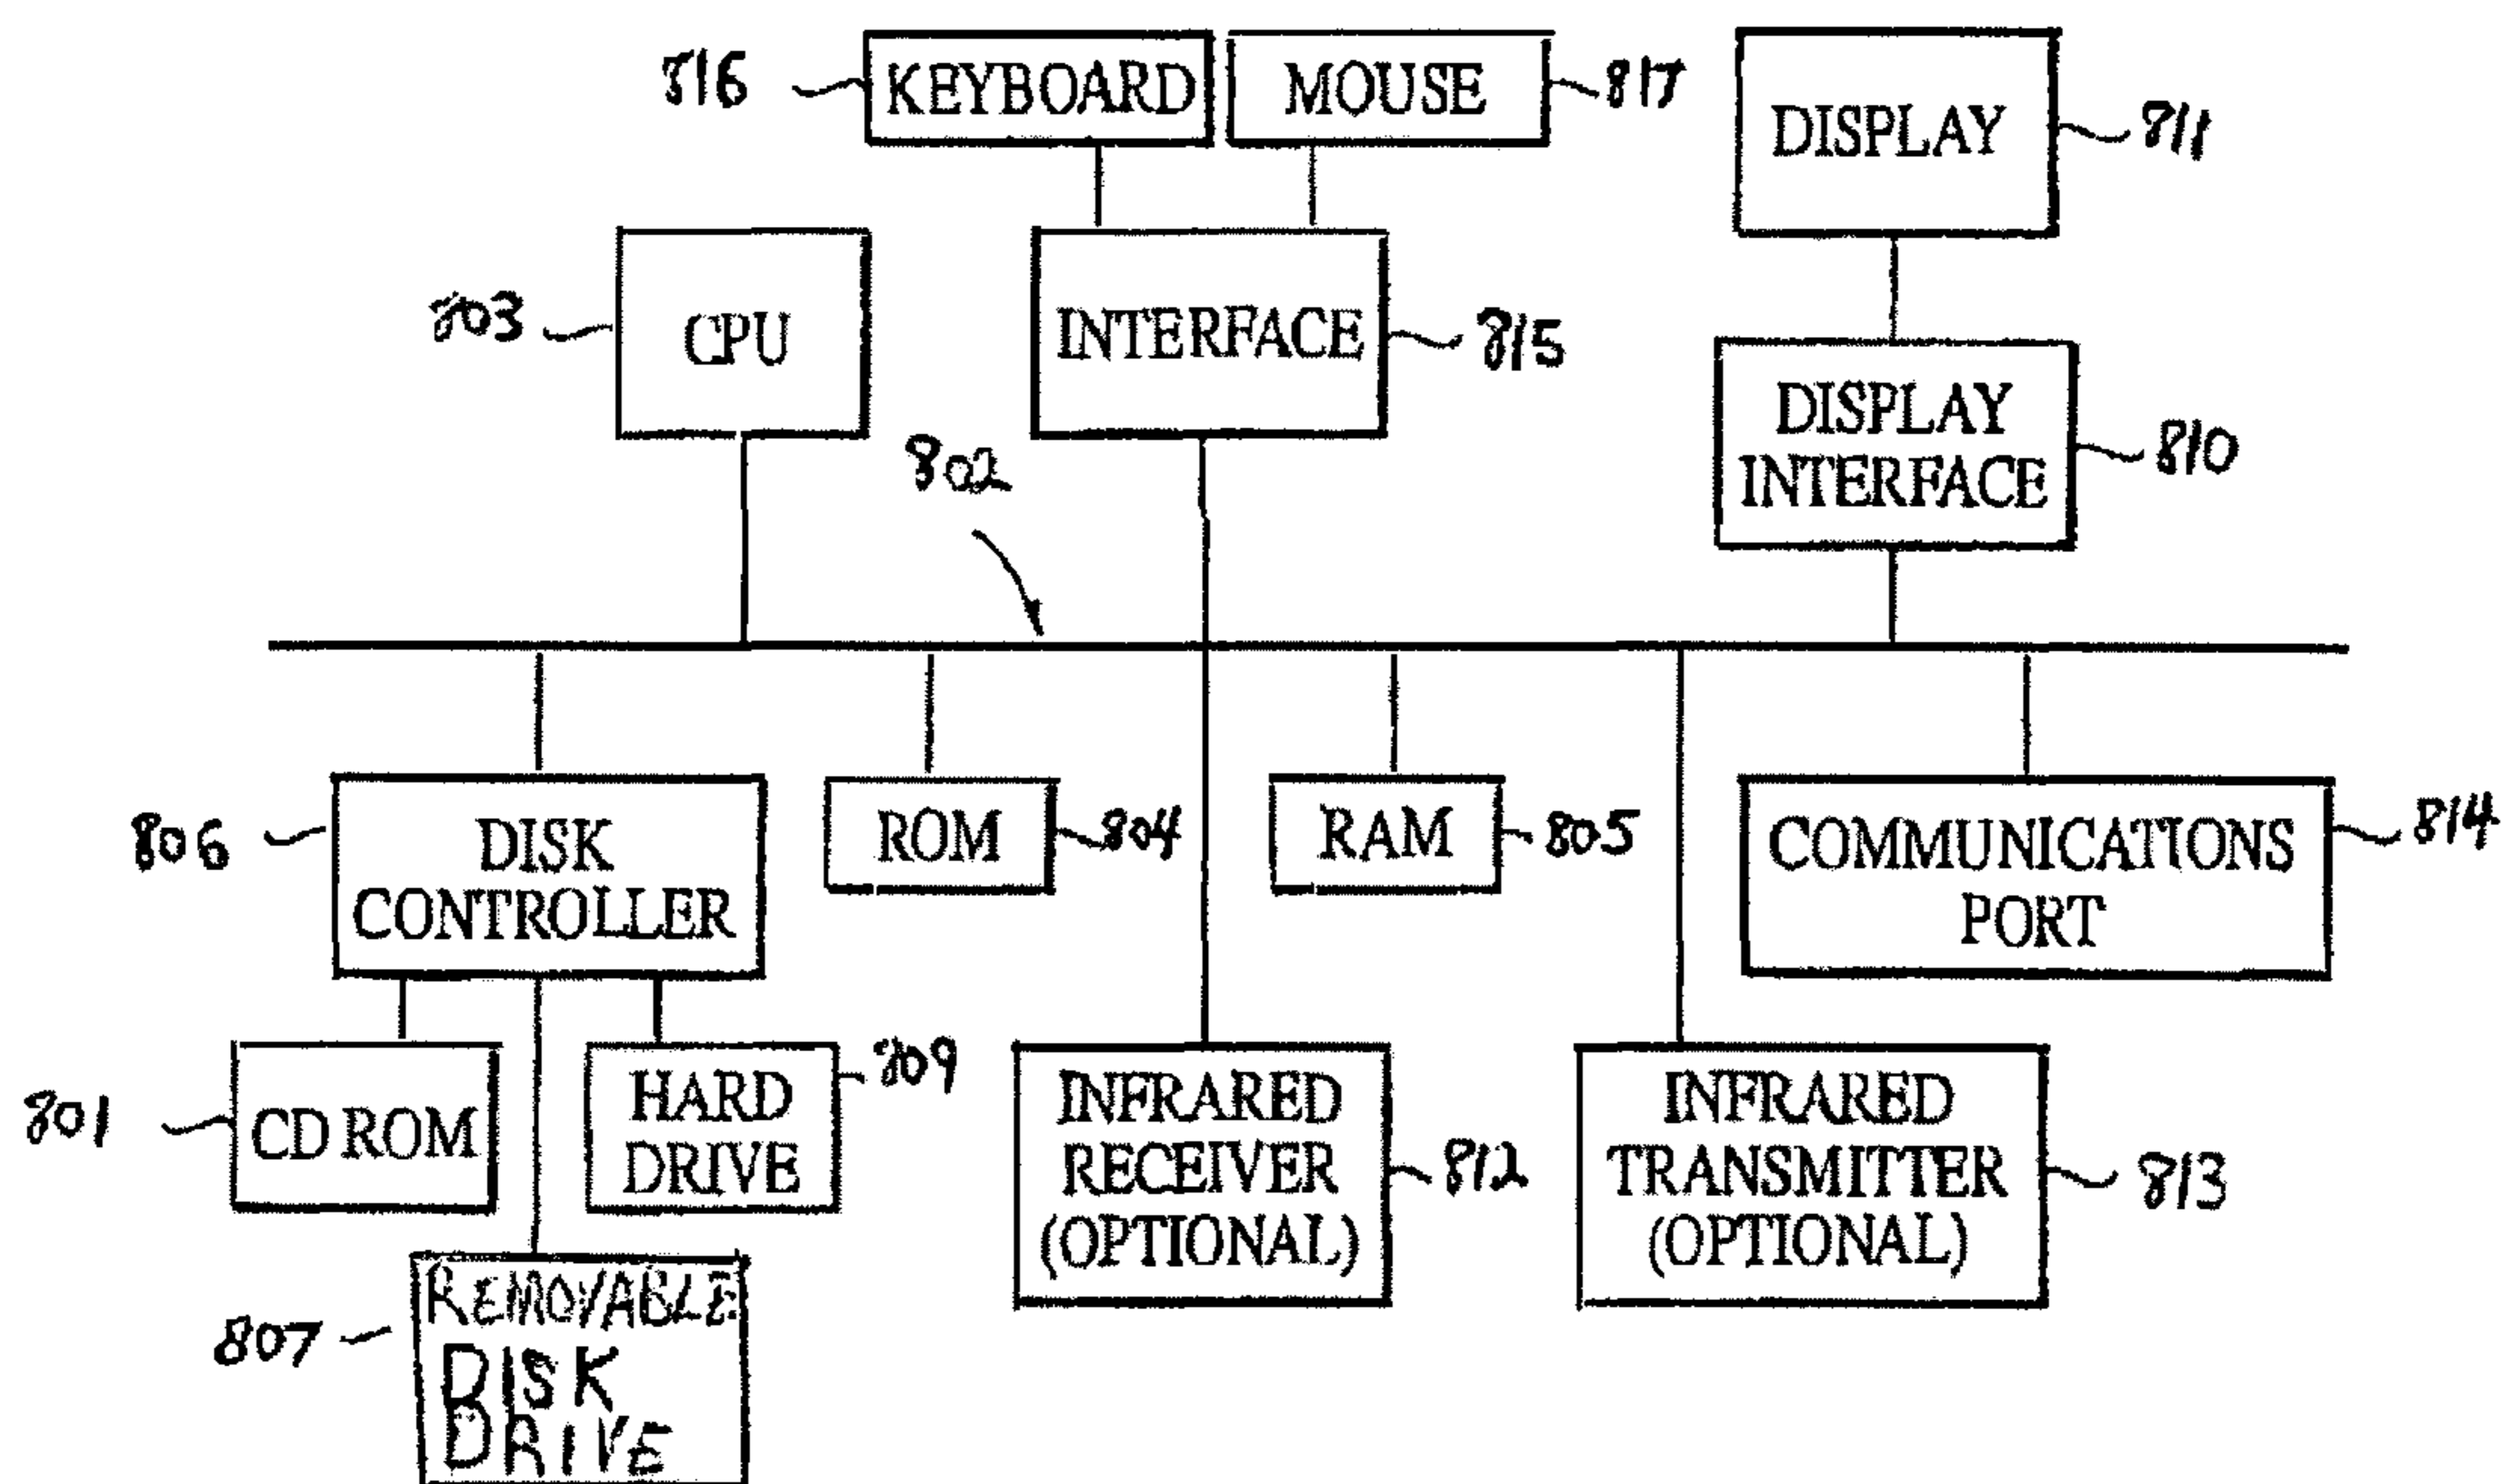 816
KEYBOARD
MOUSE
817
DISPLAY
811
803
CPU
INTERFACE
815
DISPLAY
INTERFACE
810
802
806
DISK
CONTROLLER
ROM
804
RAM
805
COMMUNICATIONS
PORT
814
801
CD ROM
HARD
DRIVE
809
INFRARED
RECEIVER
(OPTIONAL)
812
INFRARED
TRANSMITTER
(OPTIONAL)
813
807
REMOVABLE
DISK
DRIVE